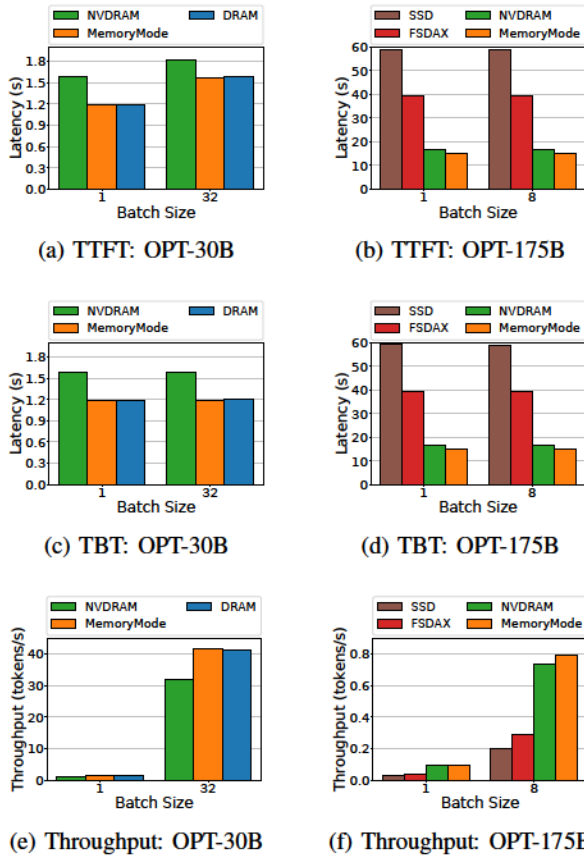 NVDRAM DRAM
MemoryMode
Latency (s)
1.8
1.5
1.2
0.9
0.6
0.3
0.0
1 32
Batch Size
(a) TTFT: OPT-30B
SSD NVDRAM
FSDAX MemoryMode
Latency (s)
60
50
40
30
20
10
0
1 8
Batch Size
(b) TTFT: OPT-175B
NVDRAM DRAM
MemoryMode
Latency (s)
1.8
1.5
1.2
0.9
0.6
0.3
0.0
1 32
Batch Size
(c) TBT: OPT-30B
SSD NVDRAM
FSDAX MemoryMode
Latency (s)
60
50
40
30
20
10
0
1 8
Batch Size
(d) TBT: OPT-175B
NVDRAM DRAM
MemoryMode
Throughput (tokens/s)
40
30
20
10
0
1 32
Batch Size
(e) Throughput: OPT-30B
SSD NVDRAM
FSDAX MemoryMode
Throughput (tokens/s)
0.8
0.6
0.4
0.2
0.0
1 8
Batch Size
(f) Throughput: OPT-175B